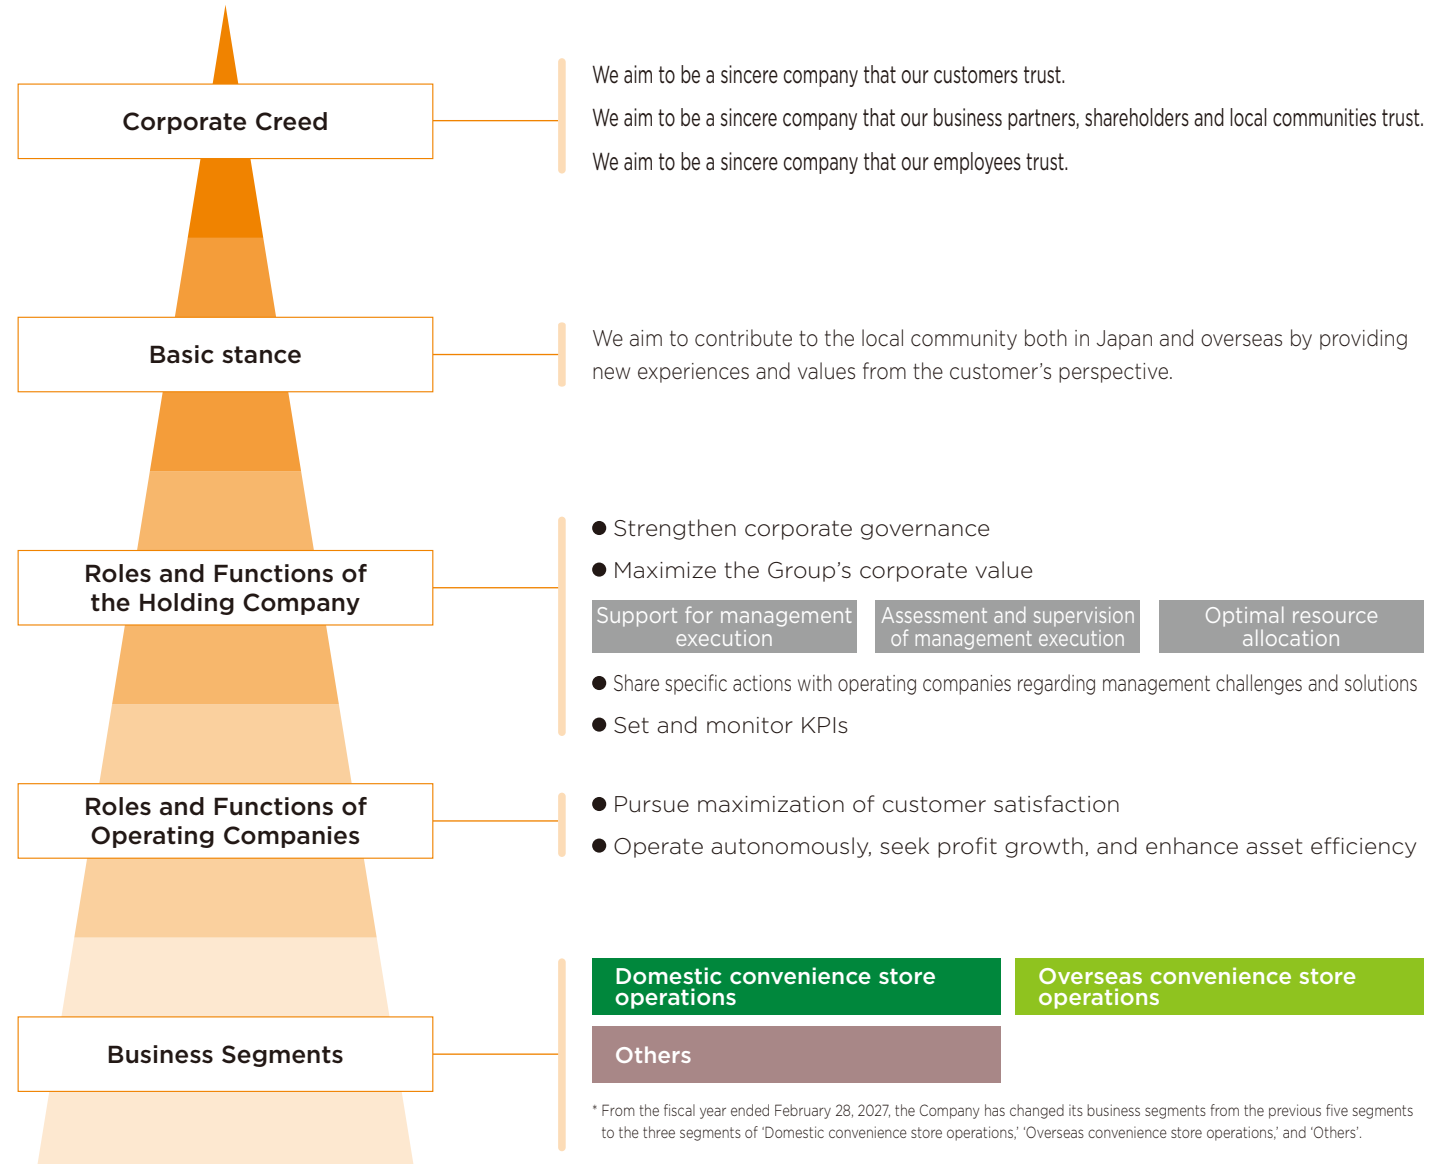 Corporate Creed
We aim to be a sincere company that our customers trust.
We aim to be a sincere company that our business partners, shareholders and local communities trust.
We aim to be a sincere company that our employees trust.
Basic stance
We aim to contribute to the local community both in Japan and overseas by providing
new experiences and values from the customer’s perspective.
Roles and Functions of
the Holding Company
● Strengthen corporate governance
● Maximize the Group’s corporate value
Support for management
execution
Assessment and supervision
of management execution
Optimal resource
allocation
● Share specific actions with operating companies regarding management challenges and solutions
● Set and monitor KPIs
Roles and Functions of
Operating Companies
● Pursue maximization of customer satisfaction
● Operate autonomously, seek profit growth, and enhance asset efficiency
Business Segments
Domestic convenience store
operations
Overseas convenience store
operations
Others
* From the fiscal year ended February 28, 2027, the Company has changed its business segments from the previous five segments
to the three segments of ‘Domestic convenience store operations,’ ‘Overseas convenience store operations,’ and ‘Others’.